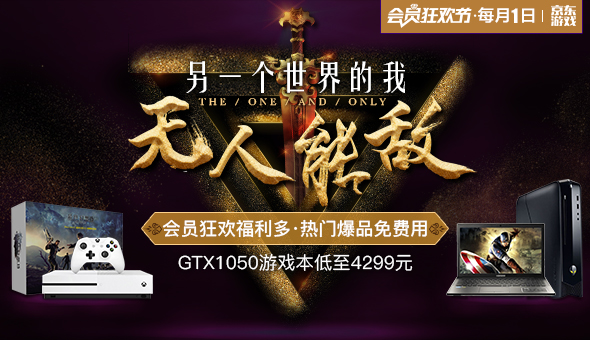 会员狂欢节·每月1日 京东游戏
另一个世界的我
THE / ONE / AND / ONLY
无人能敌
会员狂欢福利多·热门爆品免费用
GTX1050游戏本低至4299元